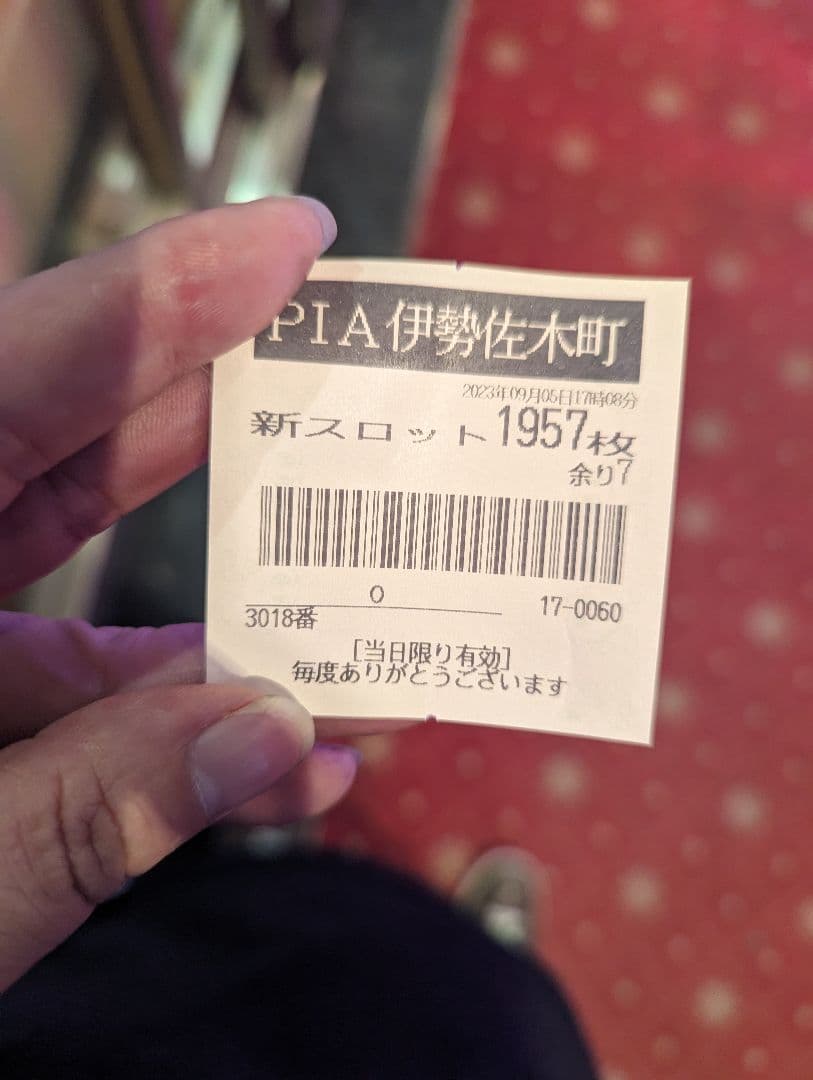 PIA伊勢佐木町
2023年09月05日17時08分
新スロット1957枚
余り7
0
17-0060
3018番
[当日限り有効]
毎度ありがとうございます